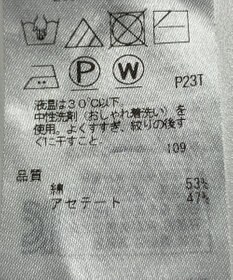 P
W
P23T
液温は30℃以下、
中性洗剤(おしゃれ着洗い)を
使用。よくすすぎ、絞りの後す
ぐに干すこと。
109
品質
綿 53%
アセテート 47%